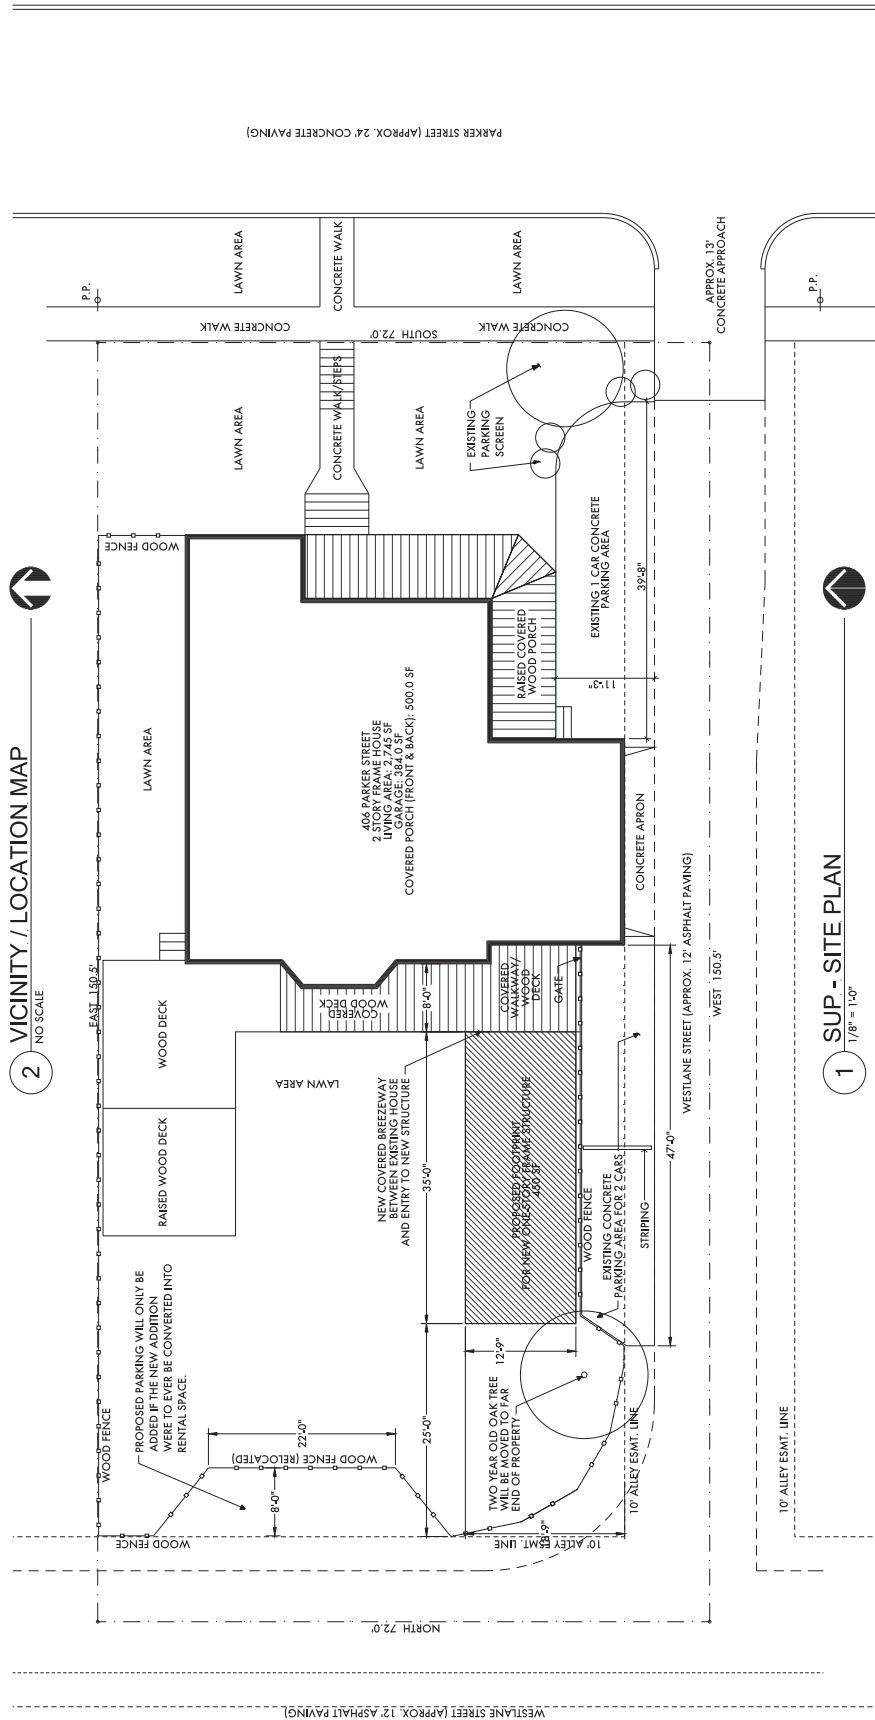 PARKER STREET (APPROX. 24' CONCRETE PAVING)
P.P.
LAWN AREA
CONCRETE WALK
LAWN AREA
APPROX. 13'
CONCRETE APPROACH
P.P.
CONCRETE WALK
SOUTH 72.0'
CONCRETE WALK
LAWN AREA
CONCRETE WALK/STEPS
LAWN AREA
EXISTING
PARKING
SCREEN
WOOD FENCE
EXISTING 1 CAR CONCRETE
PARKING AREA
39'-8"
RAISED COVERED
WOOD PORCH
11'-3"
2
VICINITY / LOCATION MAP
NO SCALE
LAWN AREA
406 PARKER STREET
2 STORY FRAME HOUSE
LIVING AREA: 2,745 SF
GARAGE: 384.0 SF
COVERED PORCH (FRONT & BACK): 500.0 SF
CONCRETE APRON
1
SUP - SITE PLAN
1/8" = 1'-0"
EAST 150.5'
WOOD DECK
COVERED
WOOD DECK
8'-0"
COVERED
WALKWAY/
WOOD
DECK
GATE
WESTLANE STREET (APPROX. 12' ASPHALT PAVING)
WEST 150.5'
RAISED WOOD DECK
LAWN AREA
NEW COVERED BREEZEWAY
BETWEEN EXISTING HOUSE
AND ENTRY TO NEW STRUCTURE
35'-0"
PROPOSED FOOTPRINT
FOR NEW ONE-STORY FRAME STRUCTURE
450 SF
WOOD FENCE
EXISTING CONCRETE
PARKING AREA FOR 2 CARS
STRIPING
47'-0"
PROPOSED PARKING WILL ONLY BE
ADDED IF THE NEW ADDITION
WERE TO EVER BE CONVERTED INTO
RENTAL SPACE.
12'-9"
WOOD FENCE
22'-0"
WOOD FENCE (RELOCATED)
25'-0"
8'-0"
TWO YEAR OLD OAK TREE
WILL BE MOVED TO FAR
END OF PROPERTY
10' ALLEY ESMT. LINE
10' ALLEY ESMT. LINE
WOOD FENCE
10' ALLEY ESMT. LINE
NORTH 72.0'
WESTLANE STREET (APPROX. 12' ASPHALT PAVING)